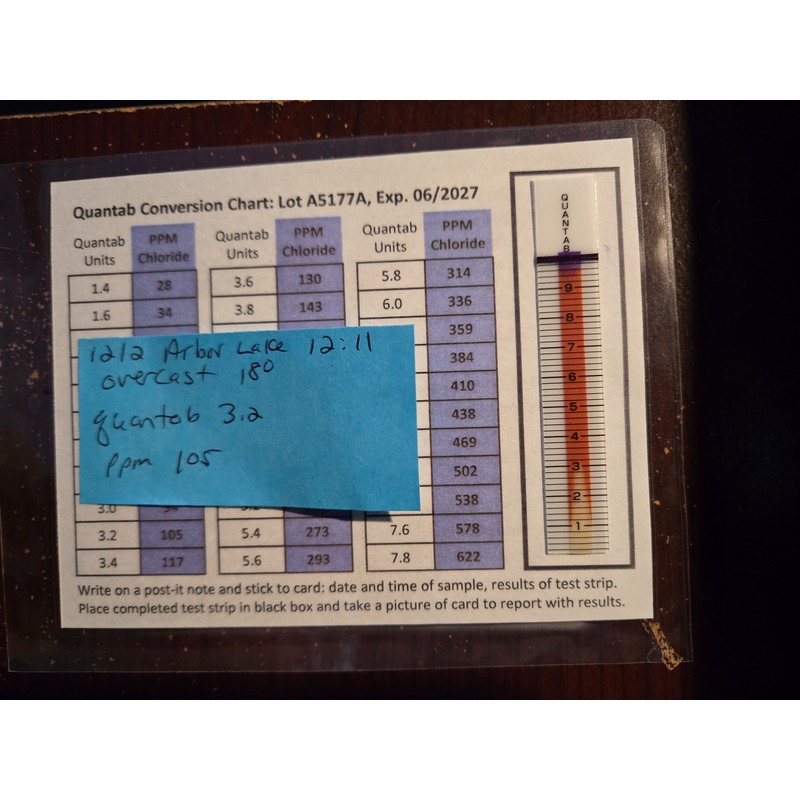 Quantab Conversion Chart: Lot A5177A, Exp. 06/2027
Quantab Units PPM Chloride Quantab Units PPM Chloride Quantab Units PPM Chloride
1.4 28 3.6 130 5.8 314
1.6 34 3.8 143 6.0 336
359
384
410
438
469
502
538
1212 Arbor Lake 12:11
overcast 180
quantab 3.2
ppm 105
3.0
3.2 105 5.4 273 7.6 578
3.4 117 5.6 293 7.8 622
Write on a post-it note and stick to card: date and time of sample, results of test strip.
Place completed test strip in black box and take a picture of card to report with results.
QUANTAB
9
8
7
6
5
4
3
2
1